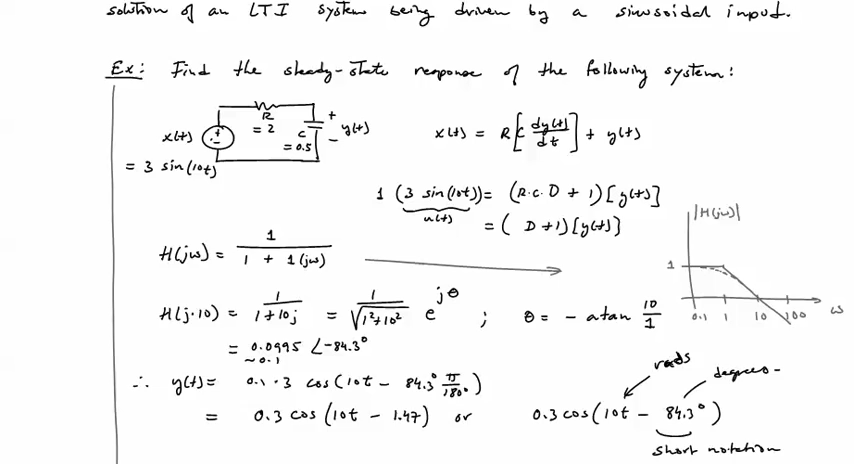 solution of an LTI system being driven by a sinusoidal input.
Ex: Find the steady-state response of the following system:
x(t) = 3 sin(10t)
R = 2
C = 0.5
+ y(t) -
x(t) = RC[dy(t)/dt] + y(t)
1 (3 sin(10t)) = (R.C.D + 1)[y(t)]
x(t)
= (D+1)[y(t)]
H(jω) = 1 / (1 + 1(jω))
|H(jω)|
1
0.1 1 10 100 ω
H(j·10) = 1/(1+10j) = 1/√(1²+10²) e^jθ ; θ = - atan 10/1
= 0.0995 ∠-84.3°
~0.1
∴ y(t) = 0.1·3 cos(10t - 84.3° π/180°)
= 0.3 cos(10t - 1.47) or 0.3 cos(10t - 84.3°)
rads
degrees
short notation